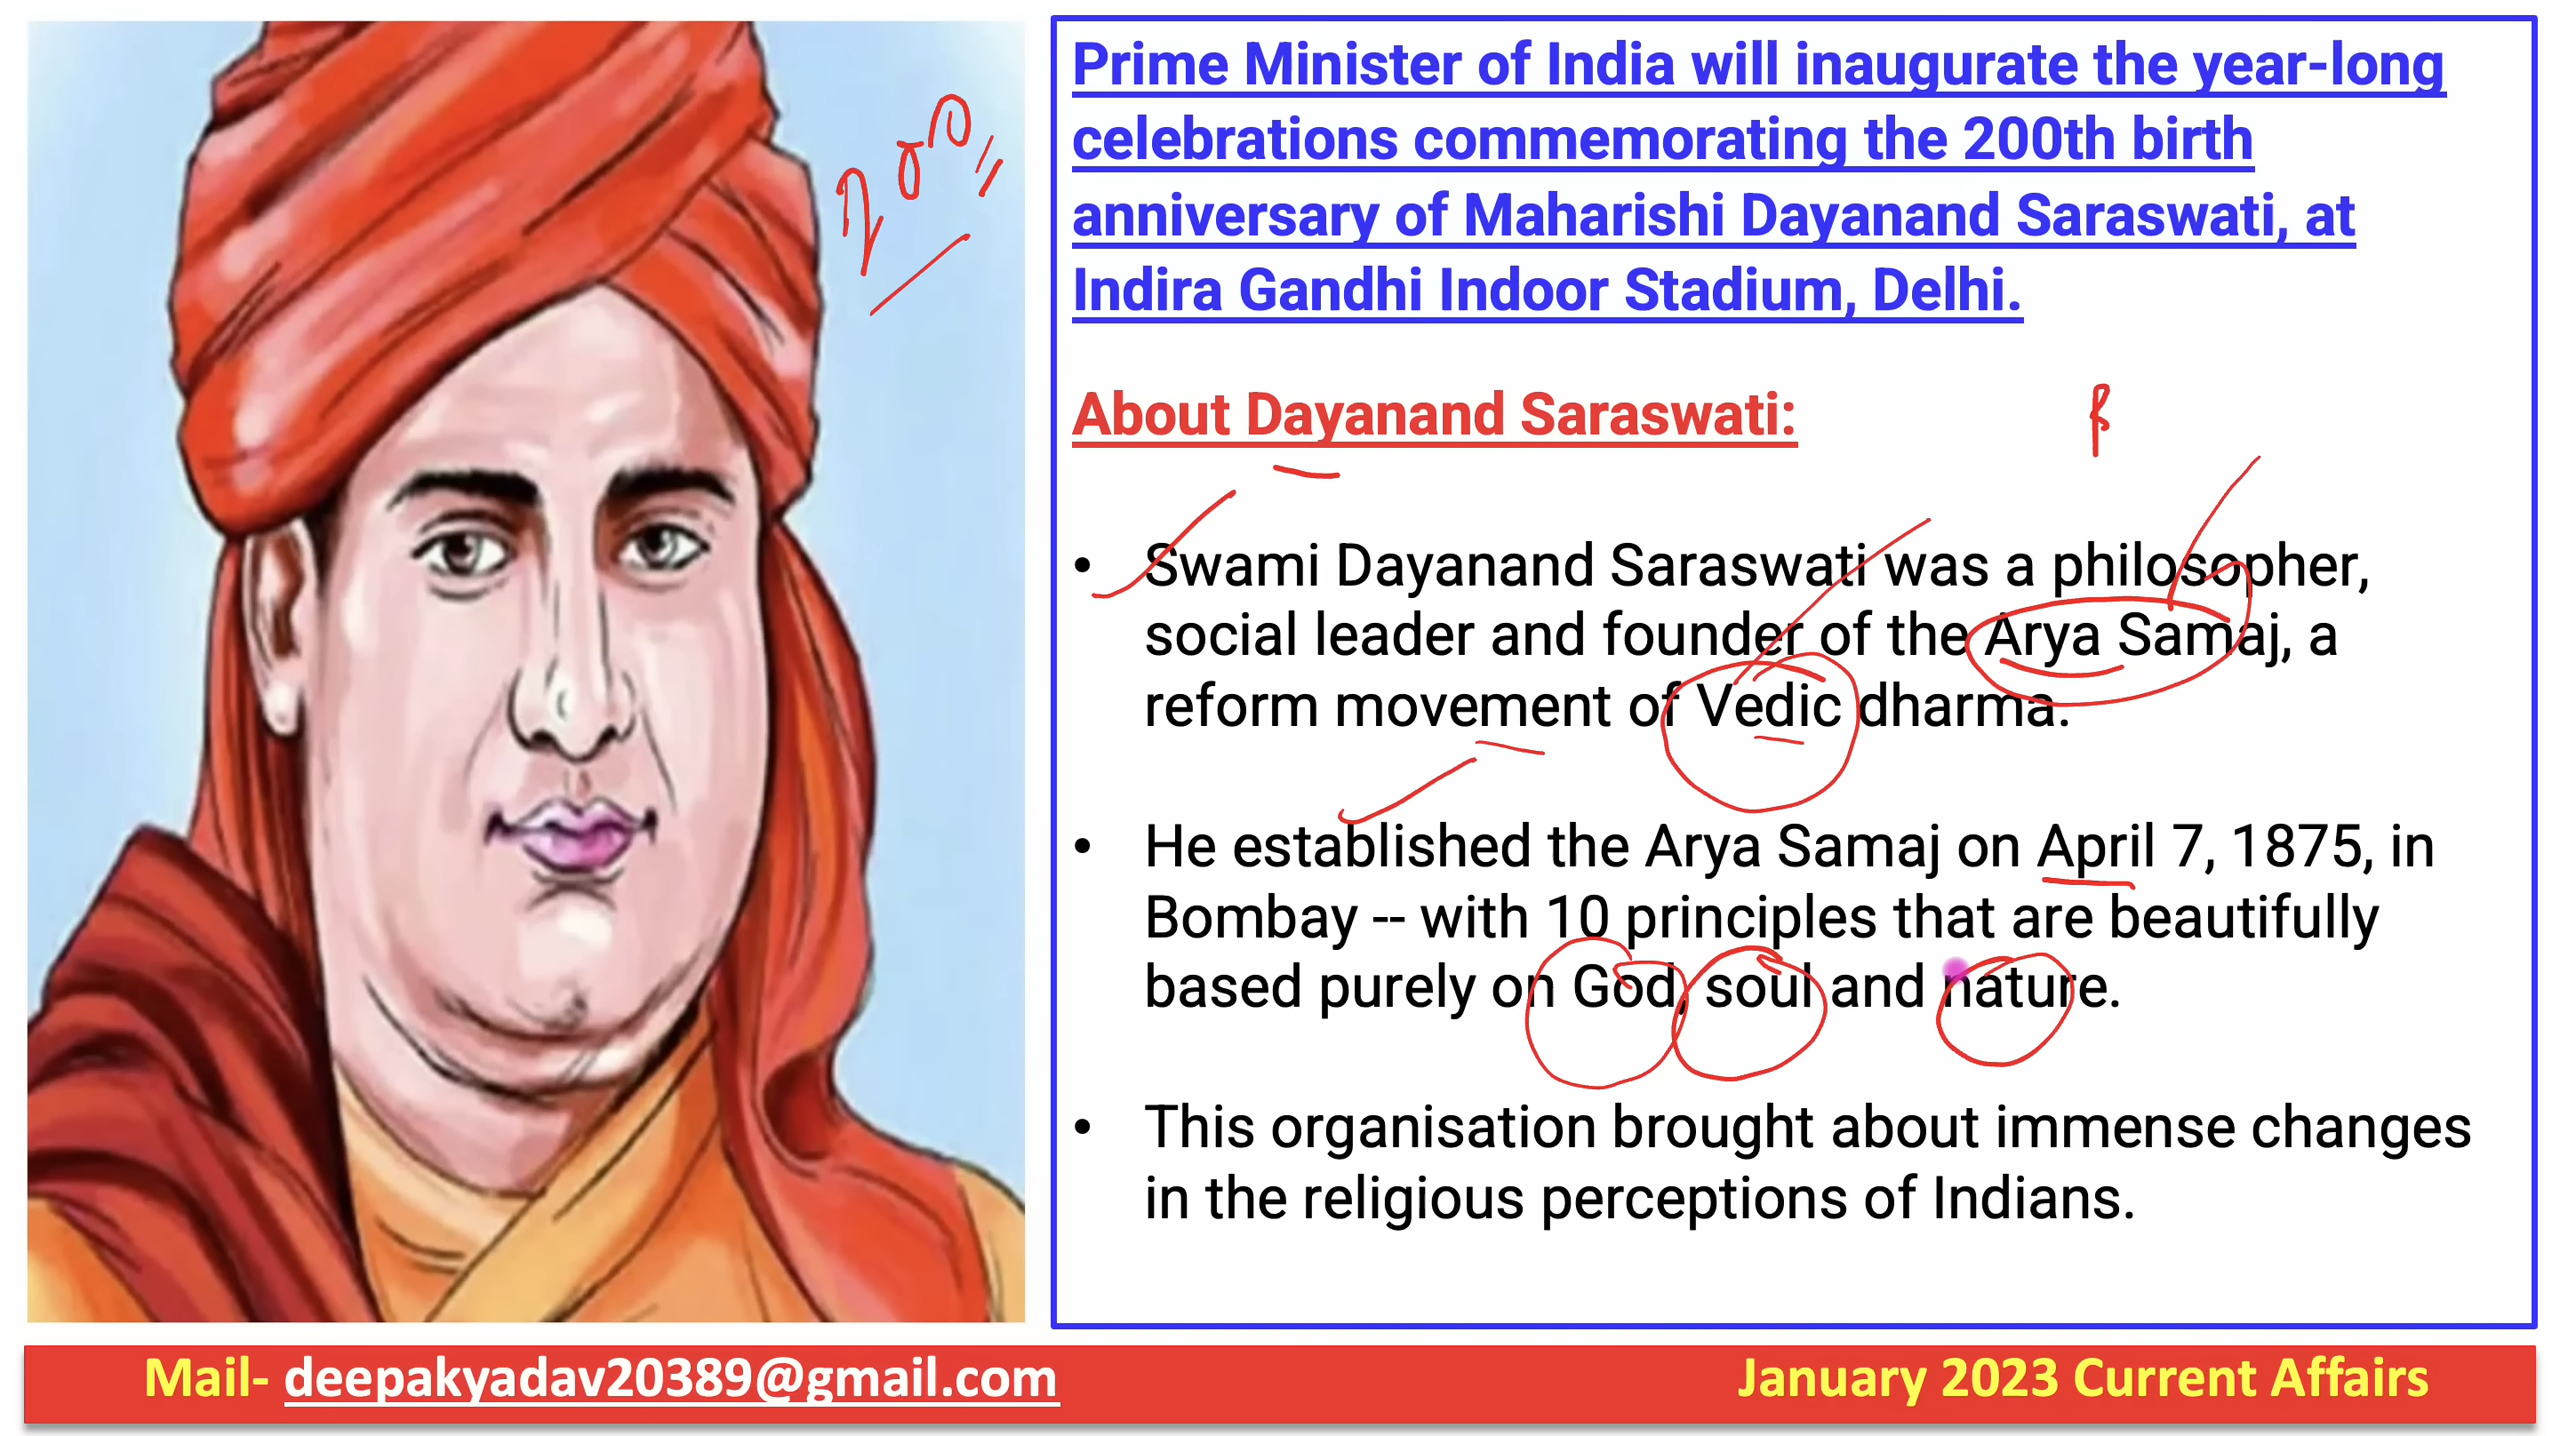 200
Prime Minister of India will inaugurate the year-long
celebrations commemorating the 200th birth
anniversary of Maharishi Dayanand Saraswati, at
Indira Gandhi Indoor Stadium, Delhi.
About Dayanand Saraswati:
• Swami Dayanand Saraswati was a philosopher,
social leader and founder of the Arya Samaj, a
reform movement of Vedic dharma.
• He established the Arya Samaj on April 7, 1875, in
Bombay -- with 10 principles that are beautifully
based purely on God, soul and nature.
• This organisation brought about immense changes
in the religious perceptions of Indians.
Mail- deepakyadav20389@gmail.com
January 2023 Current Affairs